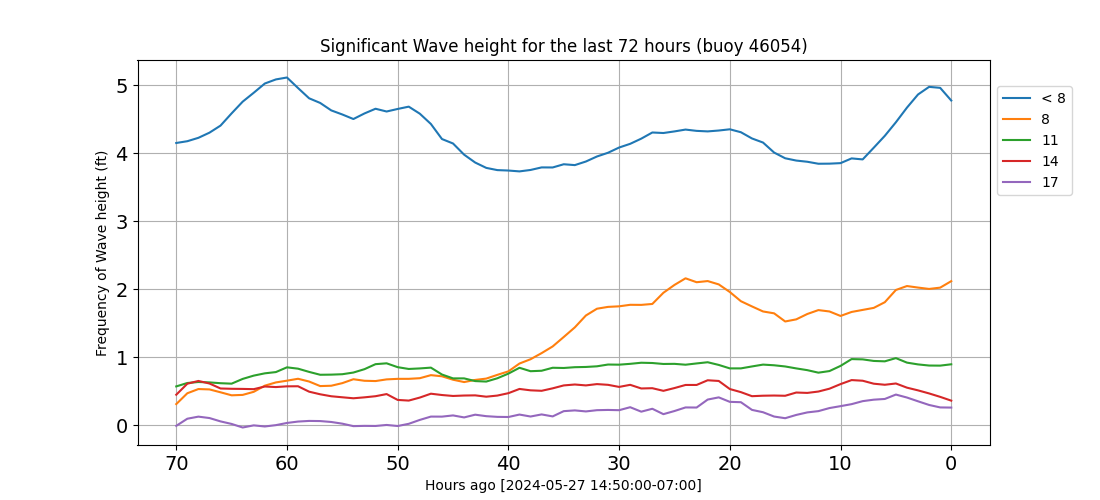 Significant Wave height for the last 72 hours (buoy 46054)
Frequency of Wave height (ft)
5
4
3
2
1
0
70 60 50 40 30 20 10 0
Hours ago [2024-05-27 14:50:00-07:00]
< 8
8
11
14
17